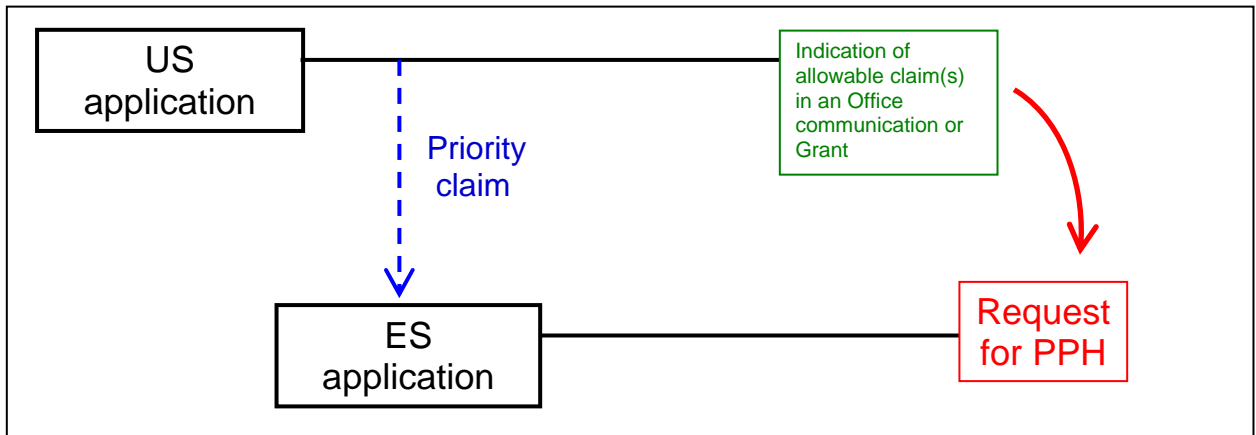 US
application
Indication of
allowable claim(s)
in an Office
communication or
Grant
Priority
claim
ES
application
Request
for PPH